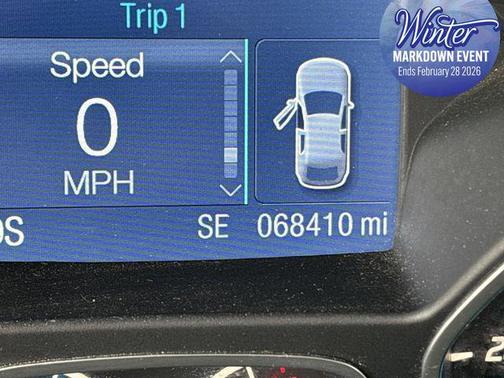 Trip 1
Winter
MARKDOWN EVENT
Ends February 28 2026
Speed
0
MPH
SE 068410 mi